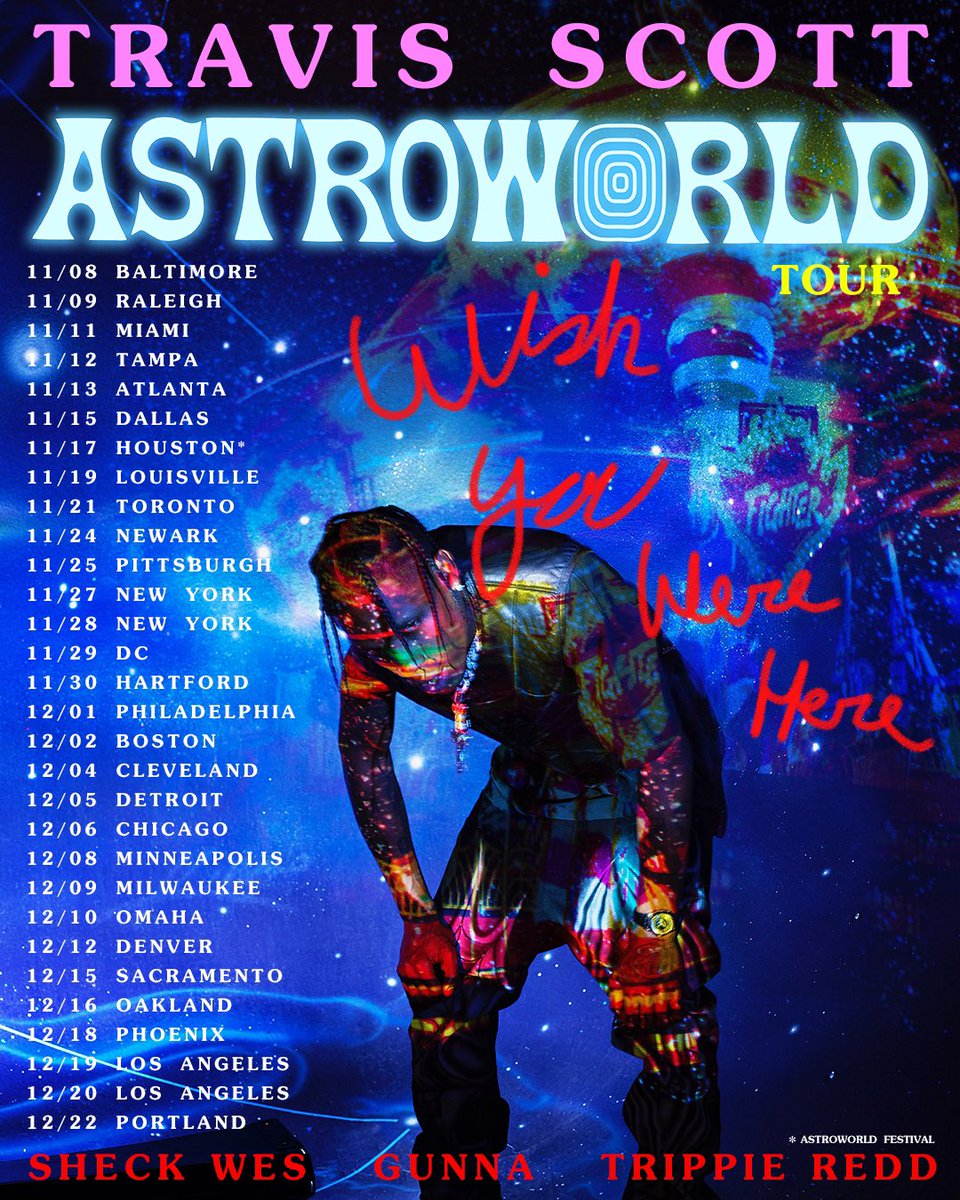 TRAVIS SCOTT
ASTROWORLD
TOUR
Wish
You
Were
Here
11/08 BALTIMORE
11/09 RALEIGH
11/11 MIAMI
11/12 TAMPA
11/13 ATLANTA
11/15 DALLAS
11/17 HOUSTON*
11/19 LOUISVILLE
11/21 TORONTO
11/24 NEWARK
11/25 PITTSBURGH
11/27 NEW YORK
11/28 NEW YORK
11/29 DC
11/30 HARTFORD
12/01 PHILADELPHIA
12/02 BOSTON
12/04 CLEVELAND
12/05 DETROIT
12/06 CHICAGO
12/08 MINNEAPOLIS
12/09 MILWAUKEE
12/10 OMAHA
12/12 DENVER
12/15 SACRAMENTO
12/16 OAKLAND
12/18 PHOENIX
12/19 LOS ANGELES
12/20 LOS ANGELES
12/22 PORTLAND
FIGHTER
* ASTROWORLD FESTIVAL
SHECK WES GUNNA TRIPPIE REDD